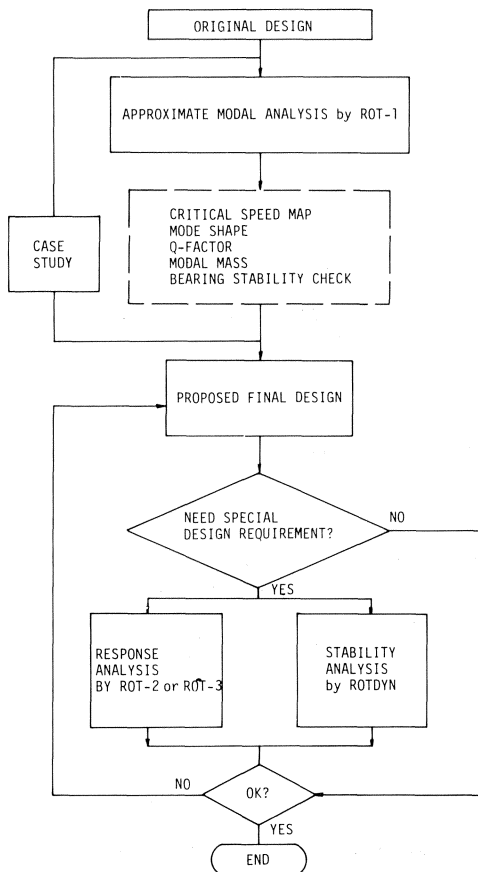 ORIGINAL DESIGN
APPROXIMATE MODAL ANALYSIS by ROT-1
CRITICAL SPEED MAP
MODE SHAPE
Q-FACTOR
MODAL MASS
BEARING STABILITY CHECK
CASE
STUDY
PROPOSED FINAL DESIGN
NEED SPECIAL
DESIGN REQUIREMENT?
NO
YES
RESPONSE
ANALYSIS
BY ROT-2 or ROT-3
STABILITY
ANALYSIS
by ROTDYN
NO
OK?
YES
END